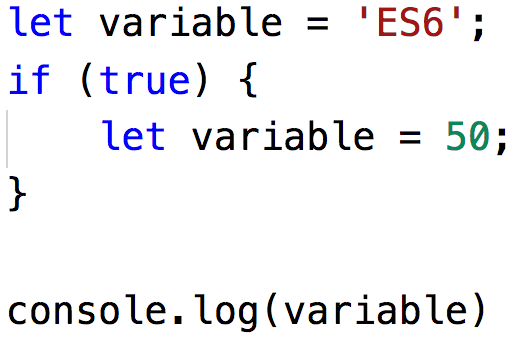 let variable = 'ES6';
if (true) {
    let variable = 50;
}
console.log(variable)